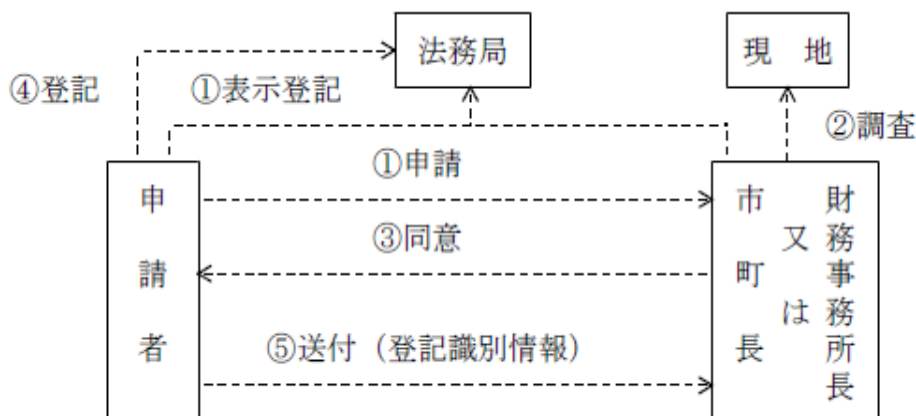 法務局
現　地
④登記
①表示登記
②調査
①申請
申請者
③同意
市町長
又は
財務事務所長
⑤送付（登記識別情報）